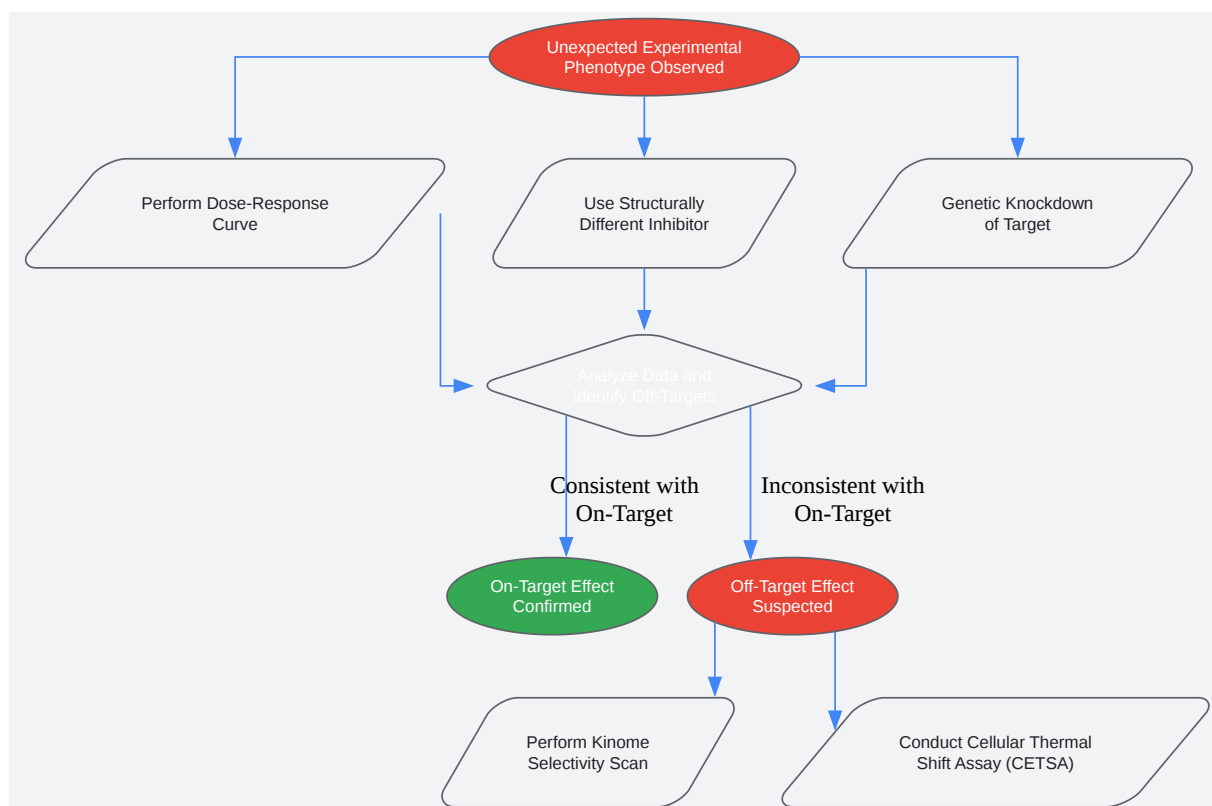 Unexpected Experimental
Phenotype Observed
Perform Dose-Response
Curve
Use Structurally
Different Inhibitor
Genetic Knockdown
of Target
Analyze Data and
Identify Off-Targets
Consistent with
On-Target
Inconsistent with
On-Target
On-Target Effect
Confirmed
Off-Target Effect
Suspected
Perform Kinome
Selectivity Scan
Conduct Cellular Thermal
Shift Assay (CETSA)